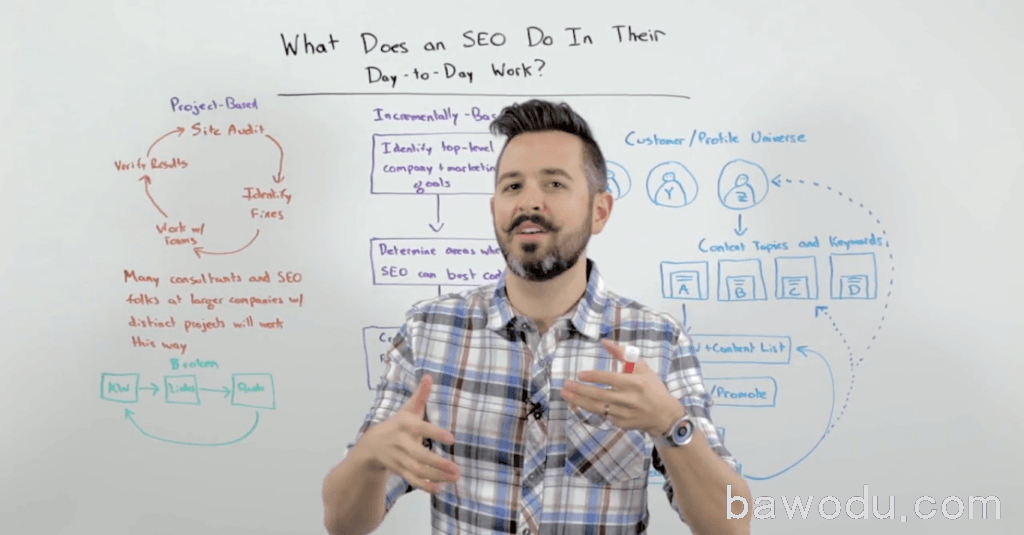 What Does an SEO Do In Their
Day-to-Day Work?
Project-Based
Site Audit
Identify
Fixes
Work w/
Teams
Verify Results
Many consultants and SEO
folks at larger companies w/
distinct projects will work
this way
Broken
KW
Links
Incrementally-Bas
Identify top-level
company + marketin
goals
Determine areas whe
SEO can best con
Customer/Profile Universe
Y
Z
Content Topics and Keywords
A
B
C
D
+Content List
/Promote
bawodu.com